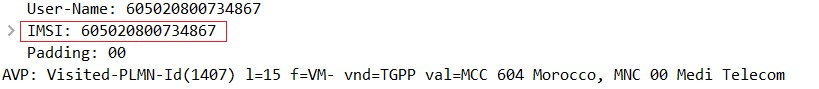 User-Name: 605020800734867
IMSI: 605020800734867
Padding: 00
AVP: Visited-PLMN-Id(1407) l=15 f=VM- vnd=TGPP val=MCC 604 Morocco, MNC 00 Medi Telecom